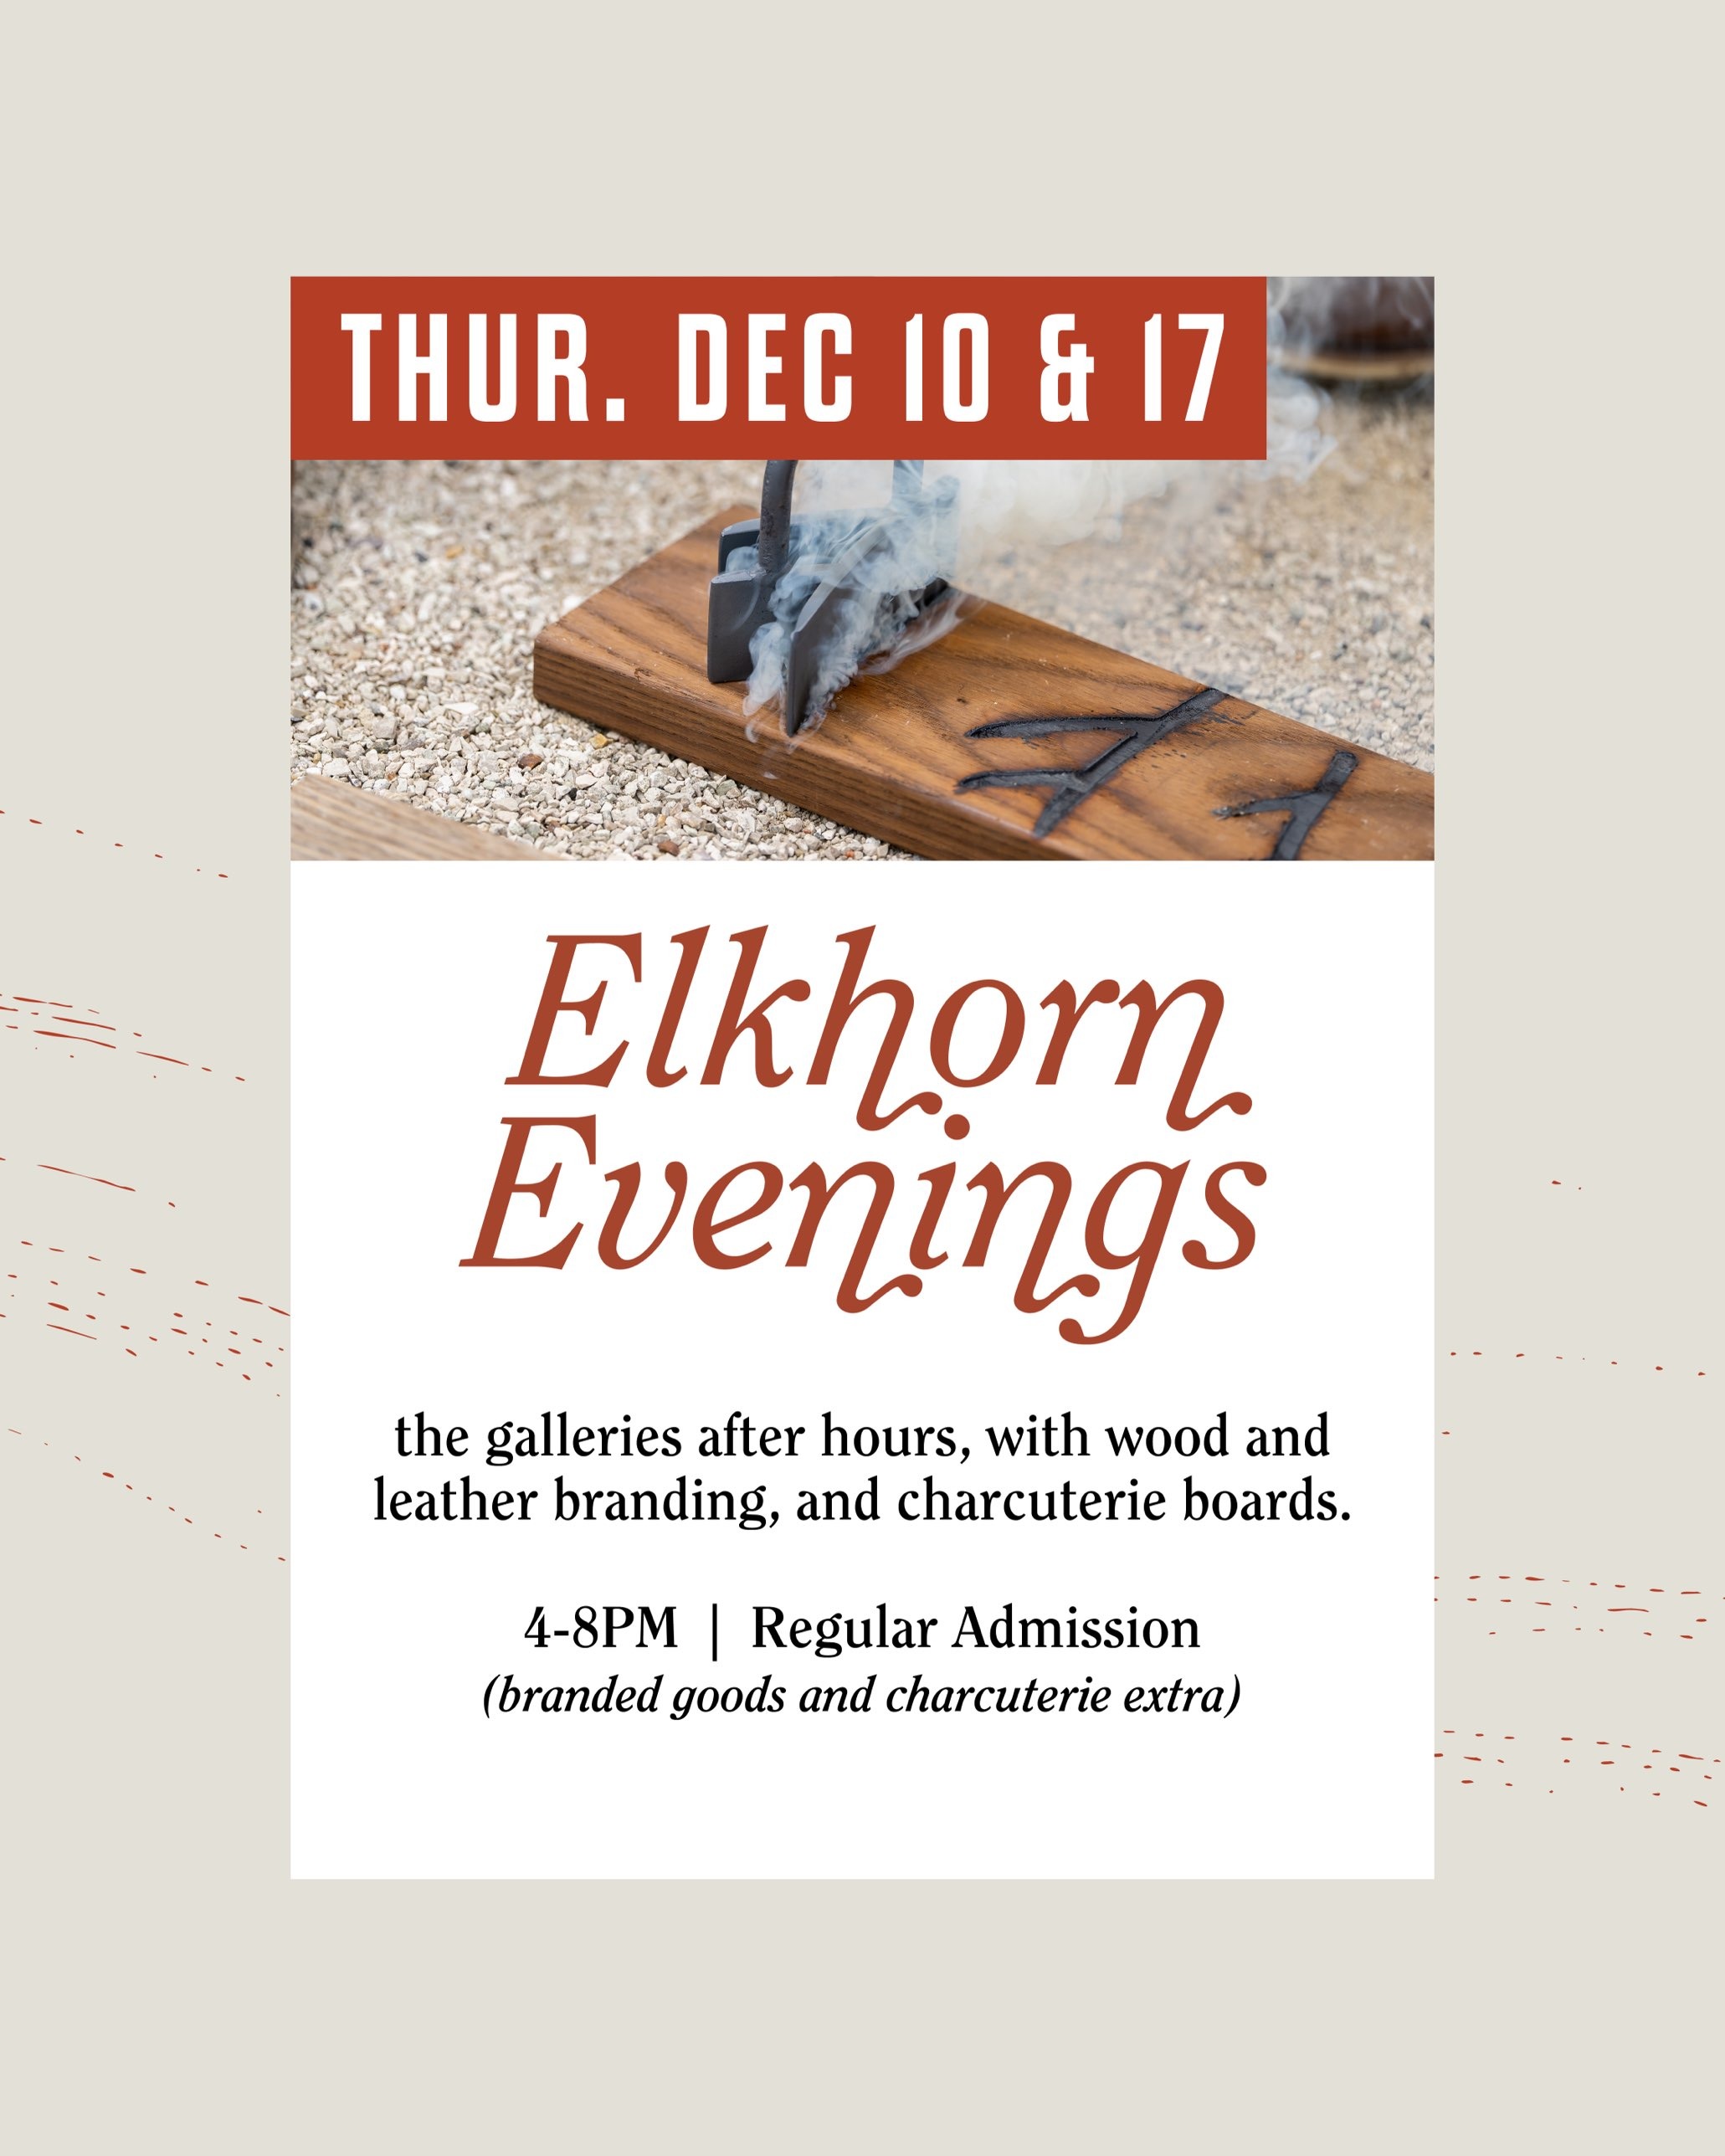 THUR. DEC 10 & 17
Elkhorn
Evenings
the galleries after hours, with wood and
leather branding, and charcuterie boards.
4-8PM | Regular Admission
(branded goods and charcuterie extra)